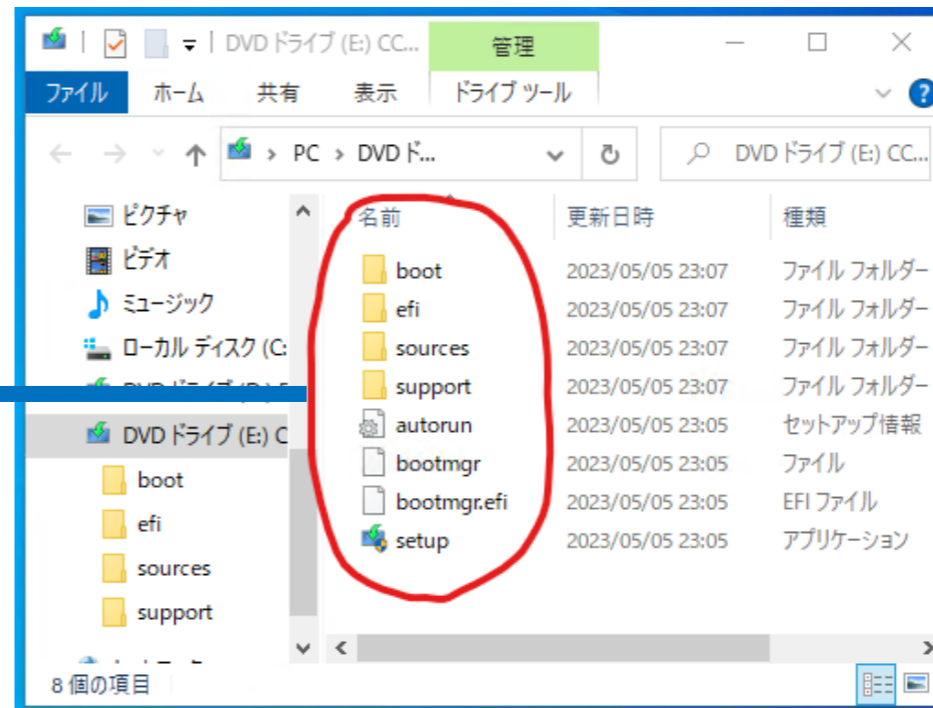 DVD ドライブ (E:) CC... 管理
ファイル ホーム 共有 表示 ドライブ ツール
PC › DVD ド... DVD ドライブ (E:) CC...
ピクチャ
ビデオ
ミュージック
ローカル ディスク (C:
DVD ドライブ (E:) C
boot
efi
sources
support
名前 更新日時 種類
boot 2023/05/05 23:07 ファイル フォルダー
efi 2023/05/05 23:07 ファイル フォルダー
sources 2023/05/05 23:07 ファイル フォルダー
support 2023/05/05 23:07 ファイル フォルダー
autorun 2023/05/05 23:05 セットアップ情報
bootmgr 2023/05/05 23:05 ファイル
bootmgr.efi 2023/05/05 23:05 EFI ファイル
setup 2023/05/05 23:05 アプリケーション
8 個の項目